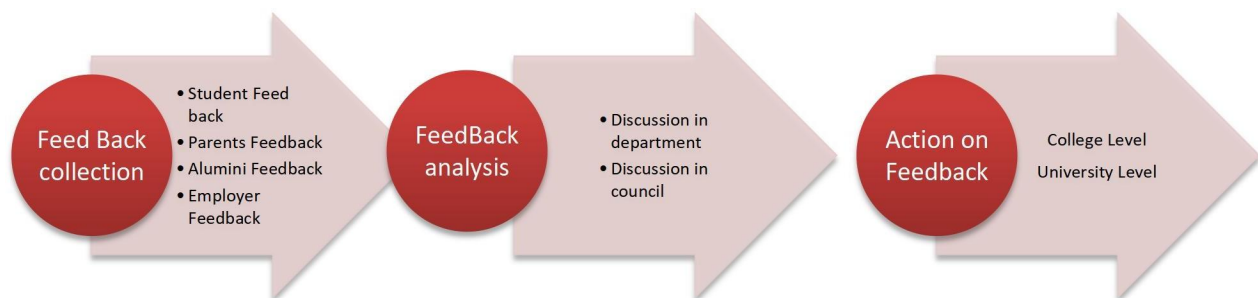 Feed Back
collection
• Student Feed
back
• Parents Feedback
• Alumini Feedback
• Employer
Feedback
FeedBack
analysis
• Discussion in
department
• Discussion in
council
Action on
Feedback
College Level
University Level